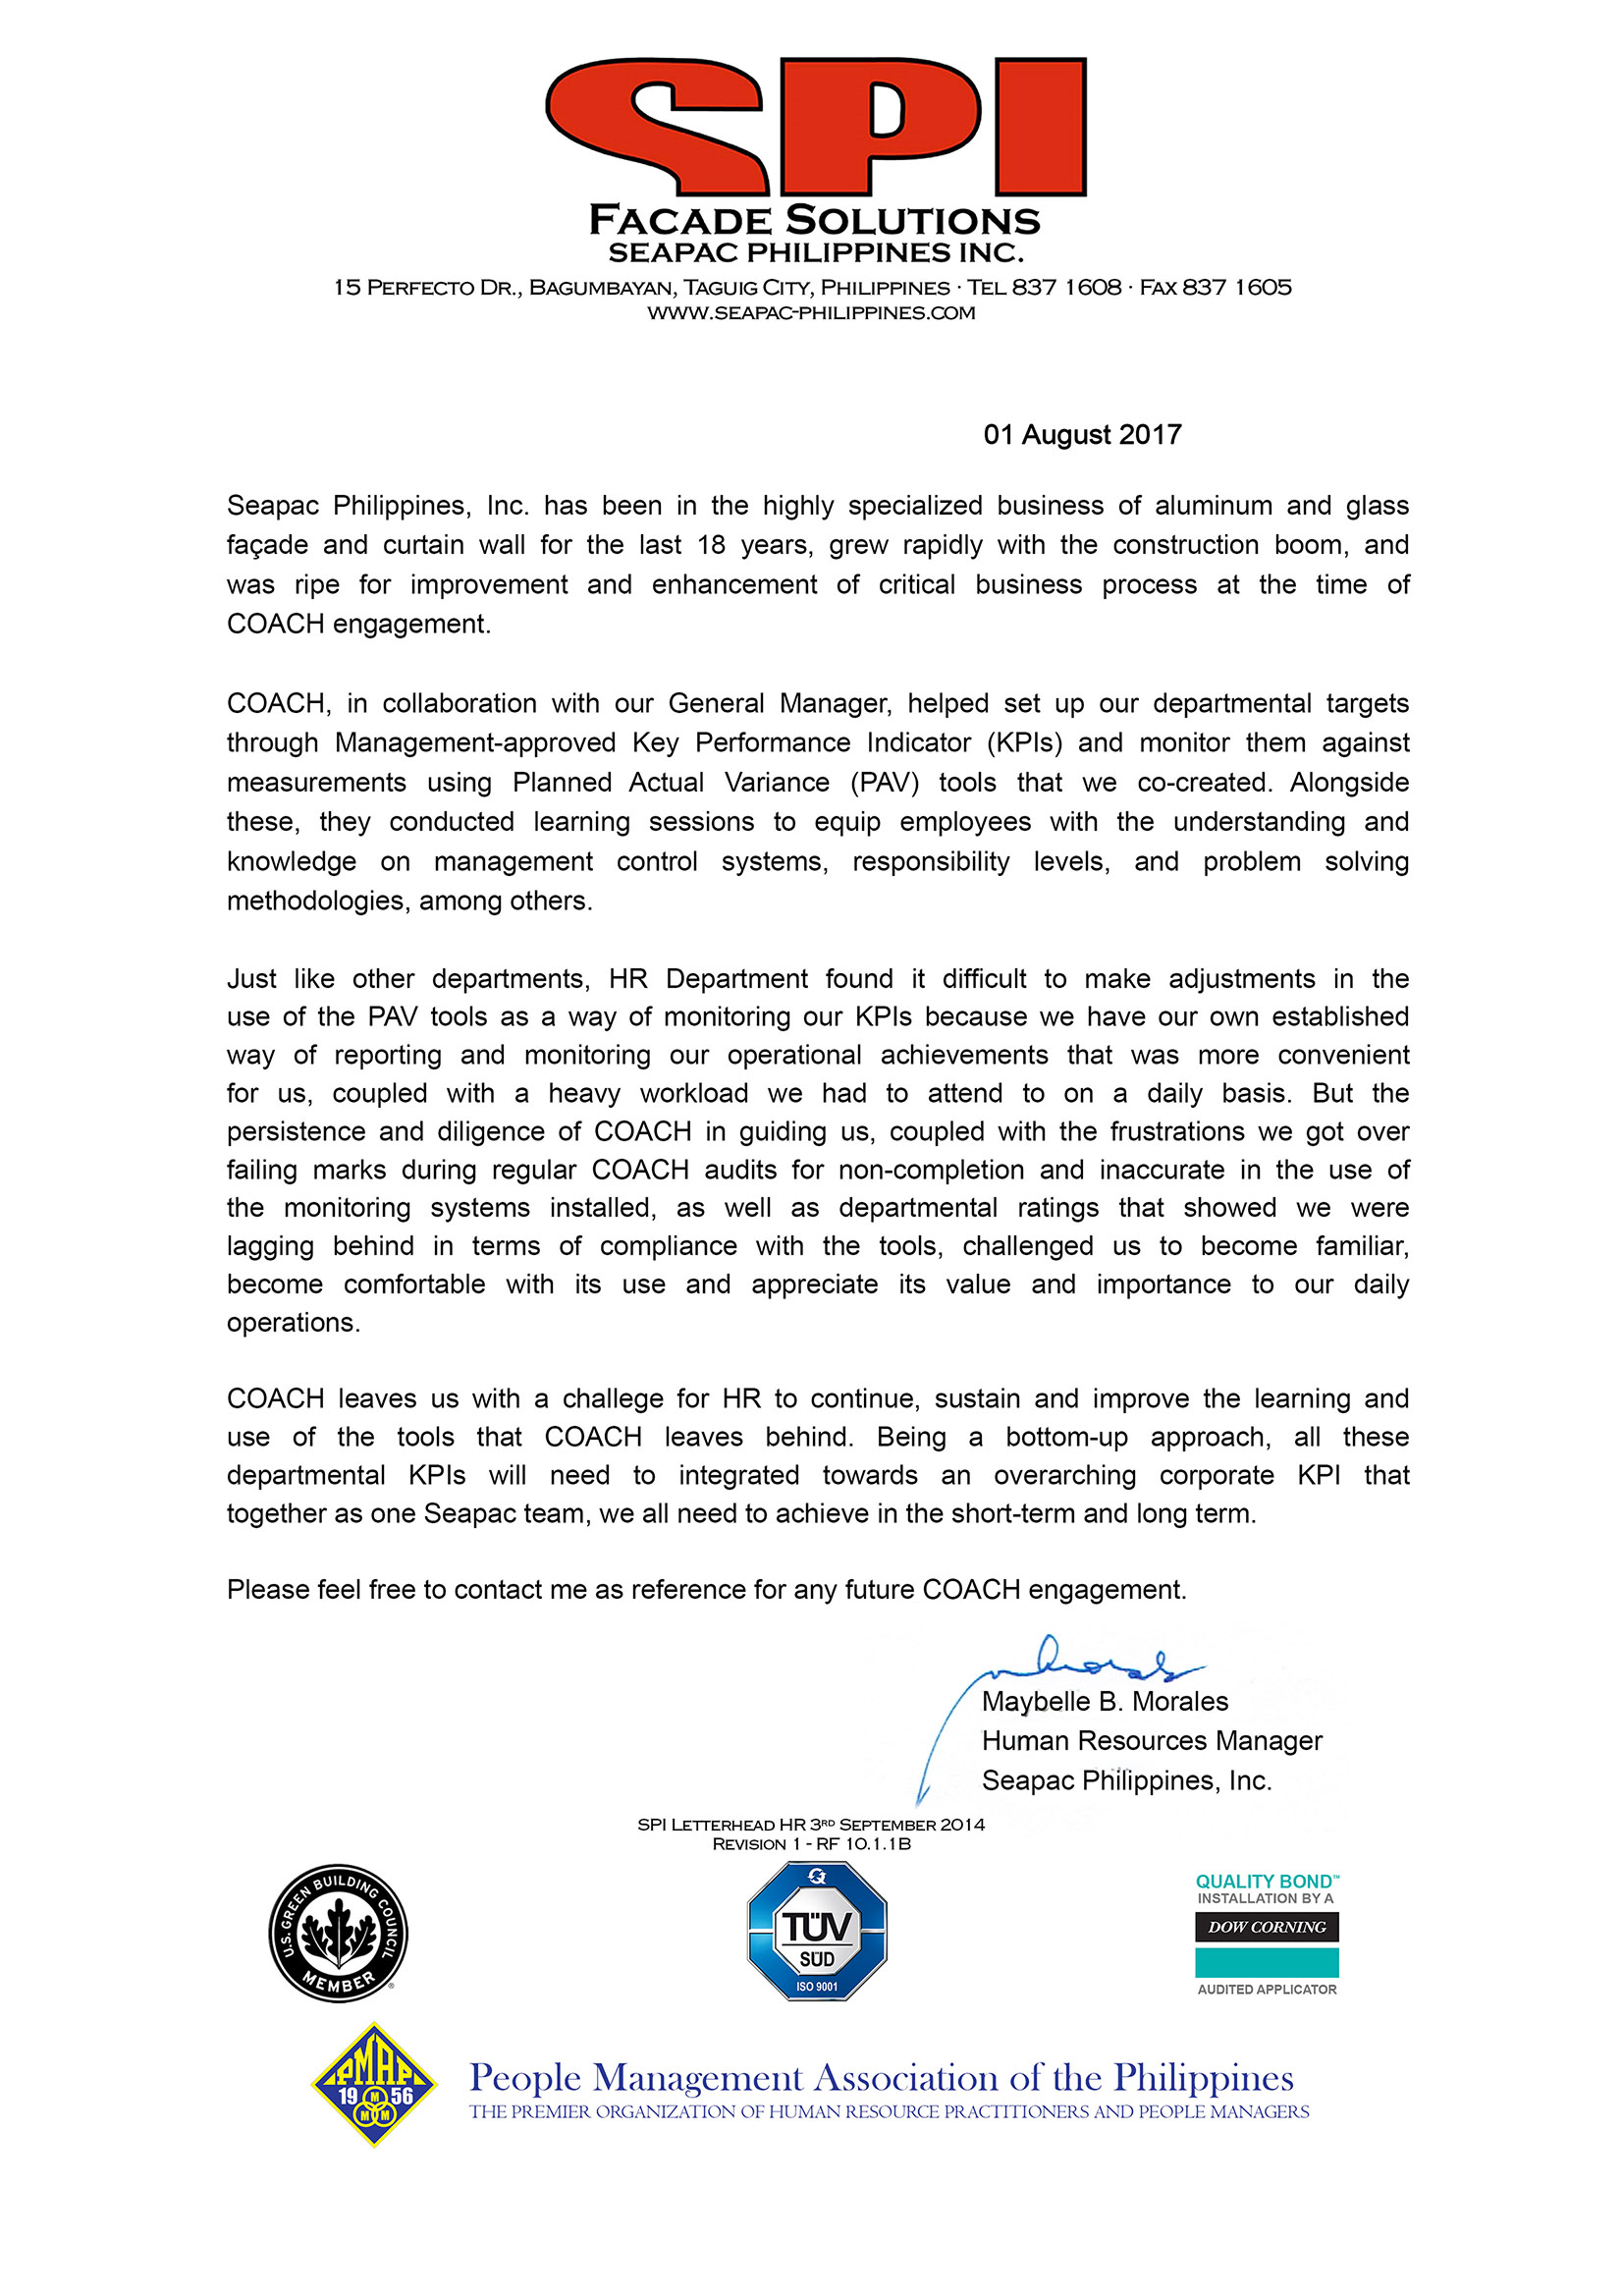 SPI
FACADE SOLUTIONS
SEAPAC PHILIPPINES INC.
15 PERFECTO DR., BAGUMBAYAN, TAGUIG CITY, PHILIPPINES · TEL 837 1608 · FAX 837 1605
WWW.SEAPAC-PHILIPPINES.COM
01 August 2017
Seapac Philippines, Inc. has been in the highly specialized business of aluminum and glass
façade and curtain wall for the last 18 years, grew rapidly with the construction boom, and
was ripe for improvement and enhancement of critical business process at the time of
COACH engagement.
COACH, in collaboration with our General Manager, helped set up our departmental targets
through Management-approved Key Performance Indicator (KPIs) and monitor them against
measurements using Planned Actual Variance (PAV) tools that we co-created. Alongside
these, they conducted learning sessions to equip employees with the understanding and
knowledge on management control systems, responsibility levels, and problem solving
methodologies, among others.
Just like other departments, HR Department found it difficult to make adjustments in the
use of the PAV tools as a way of monitoring our KPIs because we have our own established
way of reporting and monitoring our operational achievements that was more convenient
for us, coupled with a heavy workload we had to attend to on a daily basis. But the
persistence and diligence of COACH in guiding us, coupled with the frustrations we got over
failing marks during regular COACH audits for non-completion and inaccurate in the use of
the monitoring systems installed, as well as departmental ratings that showed we were
lagging behind in terms of compliance with the tools, challenged us to become familiar,
become comfortable with its use and appreciate its value and importance to our daily
operations.
COACH leaves us with a challege for HR to continue, sustain and improve the learning and
use of the tools that COACH leaves behind. Being a bottom-up approach, all these
departmental KPIs will need to integrated towards an overarching corporate KPI that
together as one Seapac team, we all need to achieve in the short-term and long term.
Please feel free to contact me as reference for any future COACH engagement.
Maybelle B. Morales
Human Resources Manager
Seapac Philippines, Inc.
SPI LETTERHEAD HR 3RD SEPTEMBER 2014
REVISION 1 - RF 10.1.1B
U.S. GREEN BUILDING COUNCIL
MEMBER
TÜV
SÜD
ISO 9001
QUALITY BOND™
INSTALLATION BY A
DOW CORNING
AUDITED APPLICATOR
PMAP
19 56
M
M M
People Management Association of the Philippines
THE PREMIER ORGANIZATION OF HUMAN RESOURCE PRACTITIONERS AND PEOPLE MANAGERS